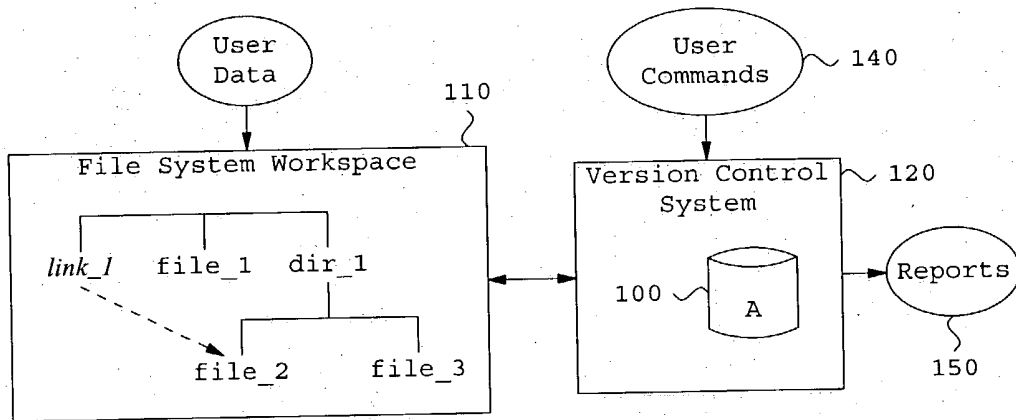 User
Data
User
Commands
140
110
File System Workspace
Version Control
System
120
link_1
file_1
dir_1
100
A
Reports
file_2
file_3
150